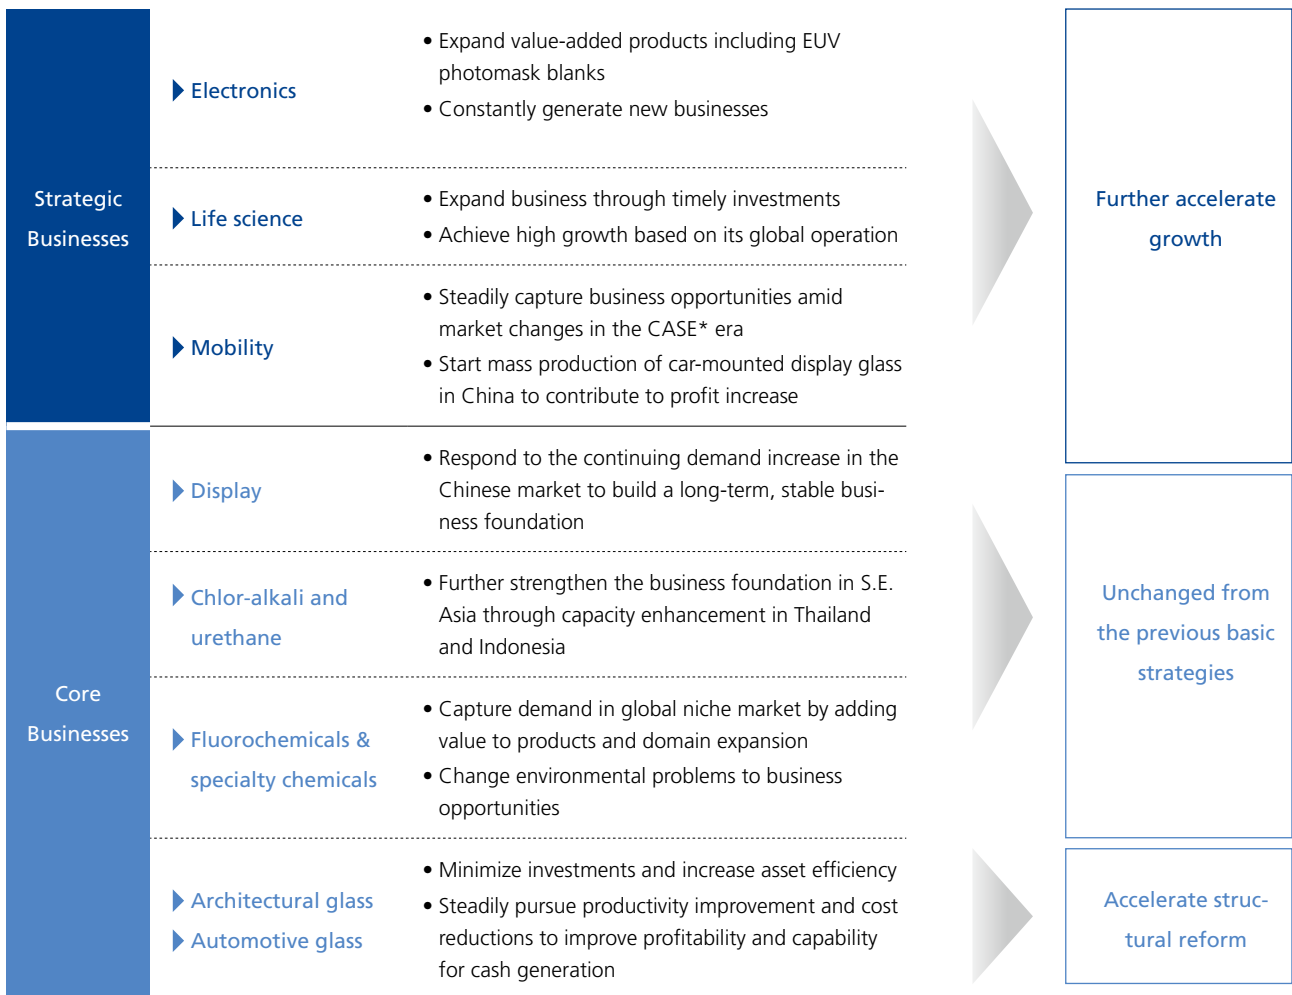 Strategic
Businesses
Electronics
• Expand value-added products including EUV
photomask blanks
• Constantly generate new businesses
Life science
• Expand business through timely investments
• Achieve high growth based on its global operation
Mobility
• Steadily capture business opportunities amid
market changes in the CASE* era
• Start mass production of car-mounted display glass
in China to contribute to profit increase
Further accelerate
growth
Core
Businesses
Display
• Respond to the continuing demand increase in the
Chinese market to build a long-term, stable busi-
ness foundation
Chlor-alkali and
urethane
• Further strengthen the business foundation in S.E.
Asia through capacity enhancement in Thailand
and Indonesia
Fluorochemicals &
specialty chemicals
• Capture demand in global niche market by adding
value to products and domain expansion
• Change environmental problems to business
opportunities
Unchanged from
the previous basic
strategies
Architectural glass
Automotive glass
• Minimize investments and increase asset efficiency
• Steadily pursue productivity improvement and cost
reductions to improve profitability and capability
for cash generation
Accelerate struc-
tural reform